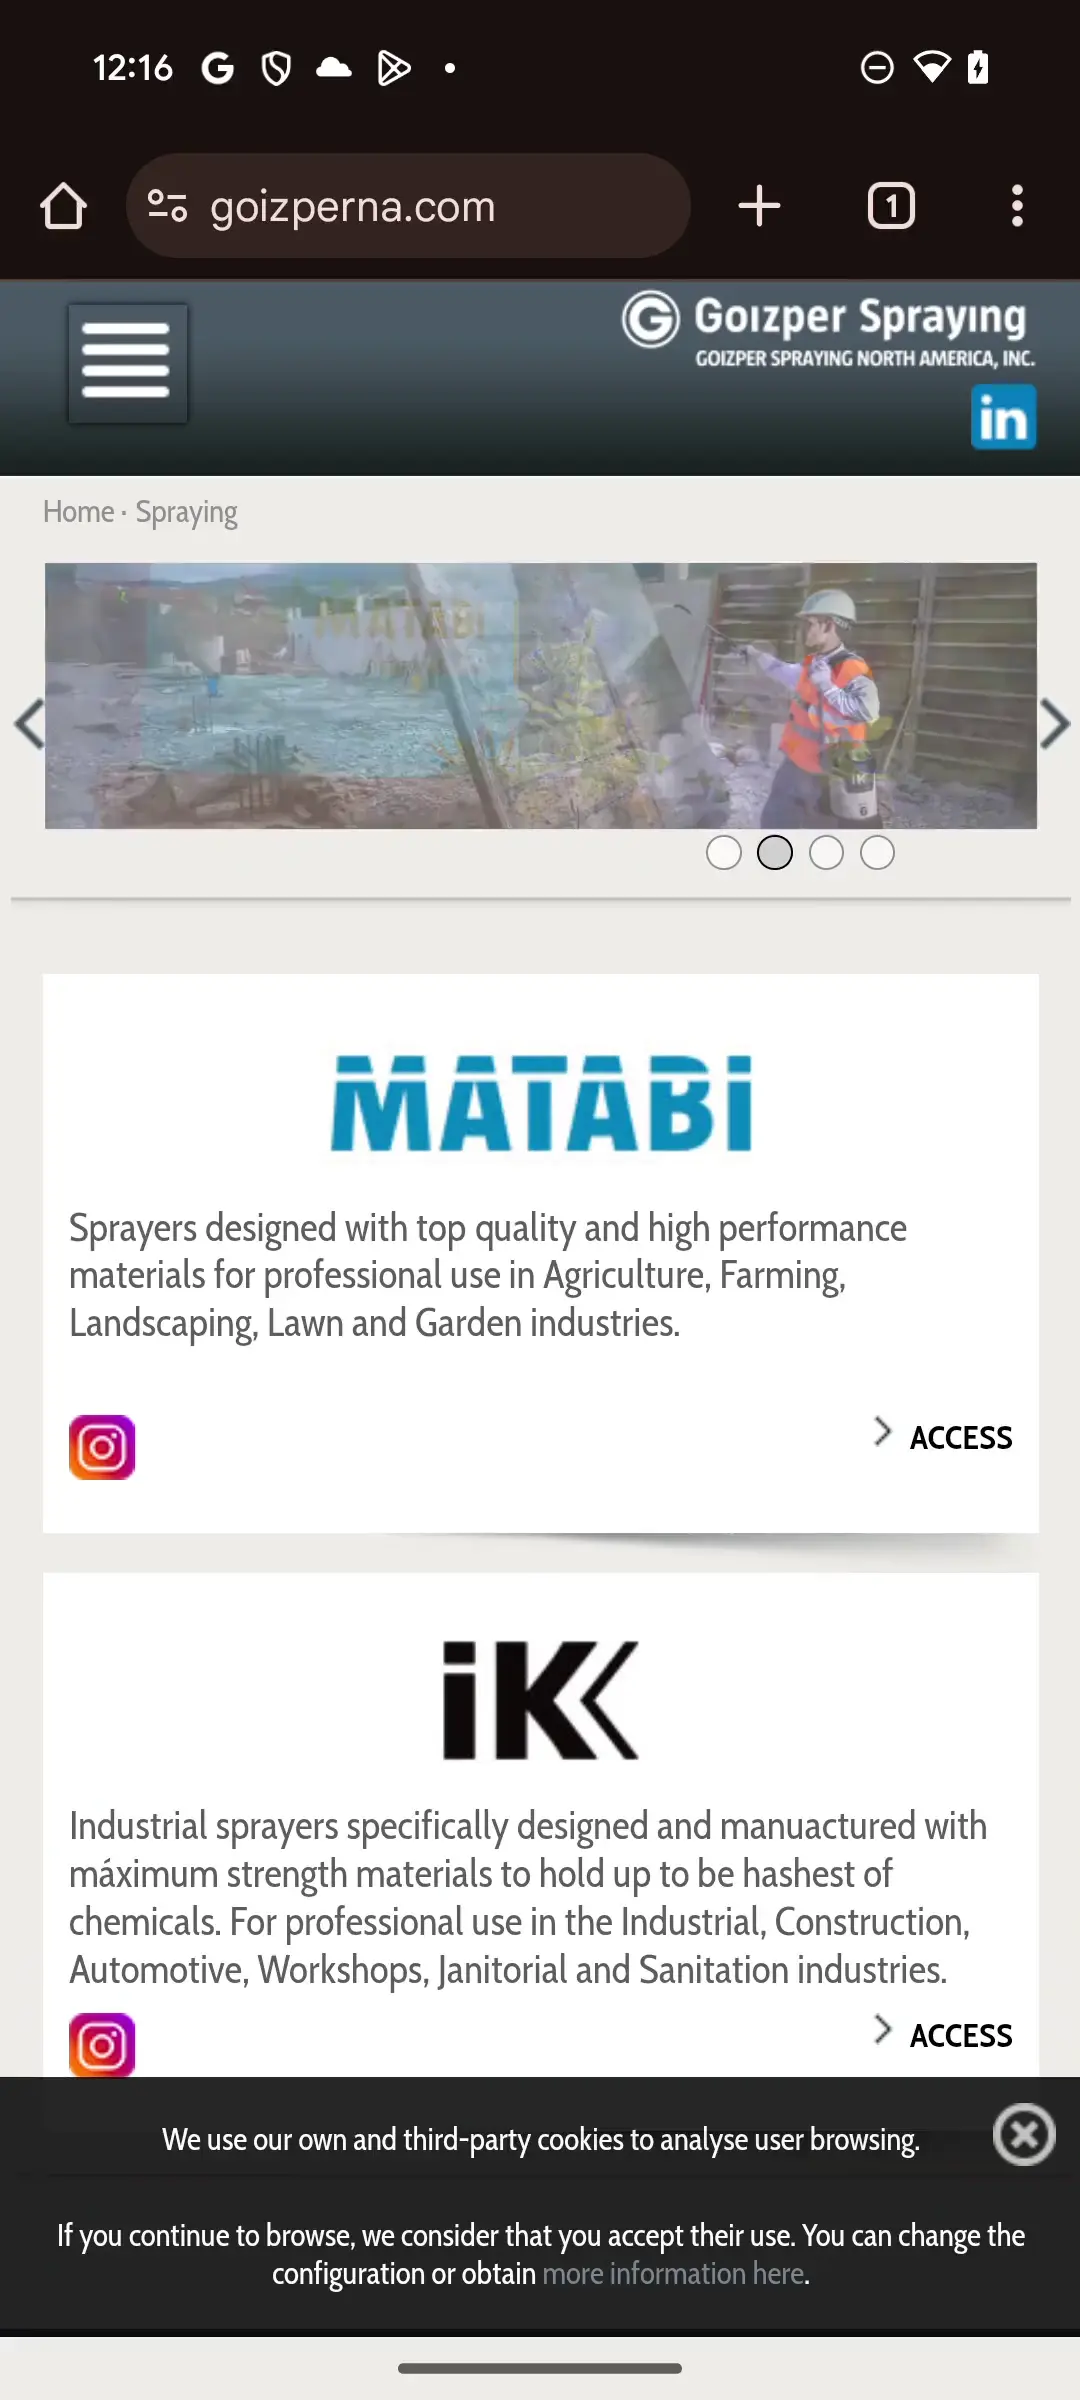 12:16
goizperna.com
1
Goizper Spraying
GOIZPER SPRAYING NORTH AMERICA, INC.
in
Home · Spraying
MATABi
MATABi
Sprayers designed with top quality and high performance
materials for professional use in Agriculture, Farming,
Landscaping, Lawn and Garden industries.
ACCESS
iK
Industrial sprayers specifically designed and manuactured with
máximum strength materials to hold up to be hashest of
chemicals. For professional use in the Industrial, Construction,
Automotive, Workshops, Janitorial and Sanitation industries.
ACCESS
We use our own and third-party cookies to analyse user browsing.
If you continue to browse, we consider that you accept their use. You can change the
configuration or obtain more information here.